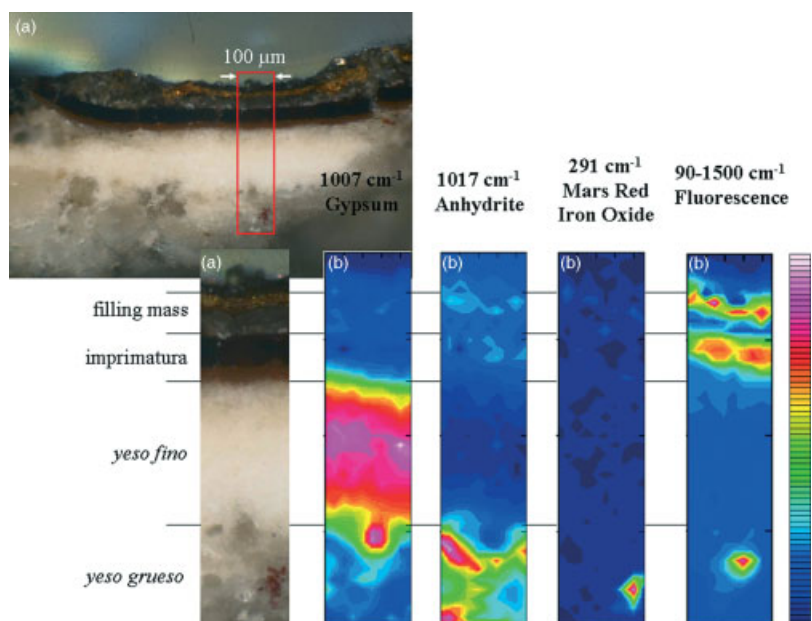 (a)
100 µm
1007 cm-1
Gypsum
1017 cm-1
Anhydrite
291 cm-1
Mars Red
Iron Oxide
90-1500 cm-1
Fluorescence
(a)
(b)
(b)
(b)
(b)
filling mass
imprimatura
yeso fino
yeso grueso